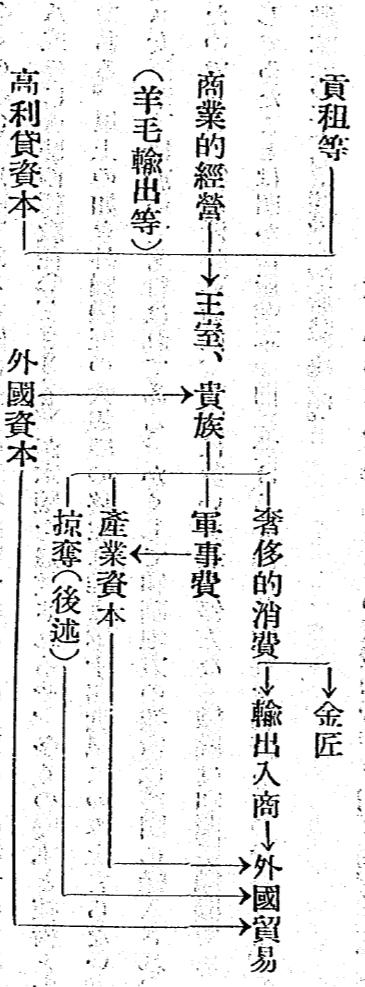 貢租等
商業的經營
(羊毛輸出等)
高利貸資本
王室、貴族
外國資本
奢侈的消費
軍事費
產業資本
掠奪(後述)
金匠
輸出入商
外國貿易